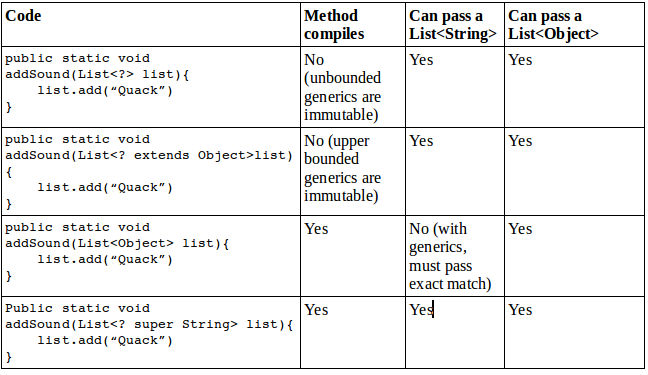 Code Method compiles Can pass a List<String> Can pass a List<Object>
public static void
addSound(List<?> list){
list.add(“Quack”)
}
No
(unbounded
generics are
immutable)
Yes
Yes
public static void
addSound(List<? extends Object>list)
{
list.add(“Quack”)
}
No (upper
bounded
generics are
immutable)
Yes
Yes
public static void
addSound(List<Object> list){
list.add(“Quack”)
}
Yes
No (with
generics,
must pass
exact match)
Yes
Public static void
addSound(List<? super String> list){
list.add(“Quack”)
}
Yes
Yes
Yes